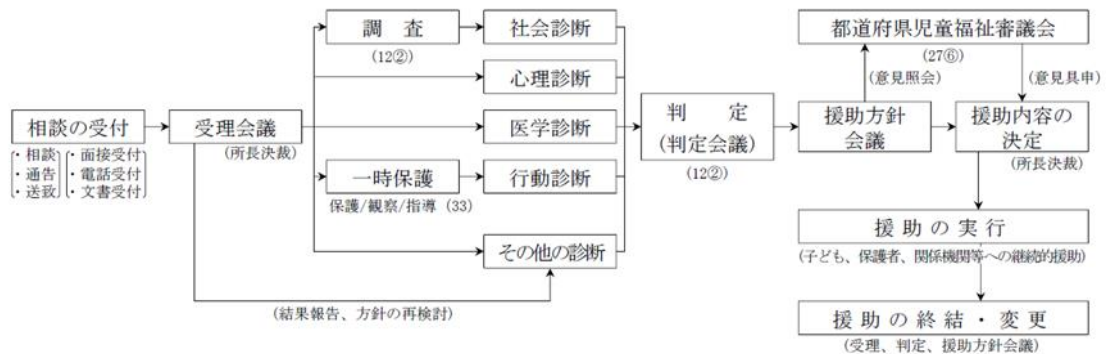 相談の受付
・相談
・通告
・送致
・面接受付
・電話受付
・文書受付
受理会議
(所長決裁)
調　査
(12②)
社会診断
心理診断
医学診断
一時保護
保護/観察/指導 (33)
行動診断
その他の診断
(結果報告、方針の再検討)
判　定
(判定会議)
(12②)
都道府県児童福祉審議会
(27⑥)
(意見照会)
(意見具申)
援助方針
会議
援助内容の
決定
(所長決裁)
援助の実行
(子ども、保護者、関係機関等への継続的援助)
援助の終結・変更
(受理、判定、援助方針会議)